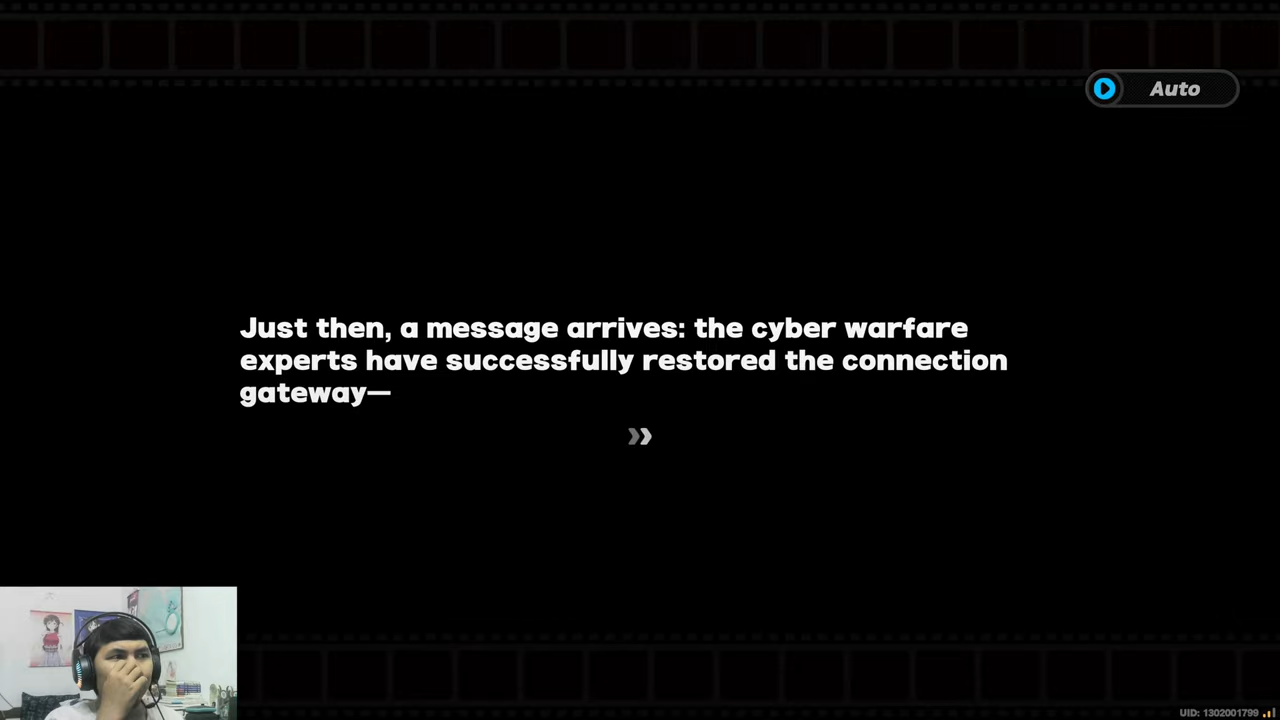 Auto
Just then, a message arrives: the cyber warfare
experts have successfully restored the connection
gateway—
UID: 1302001799